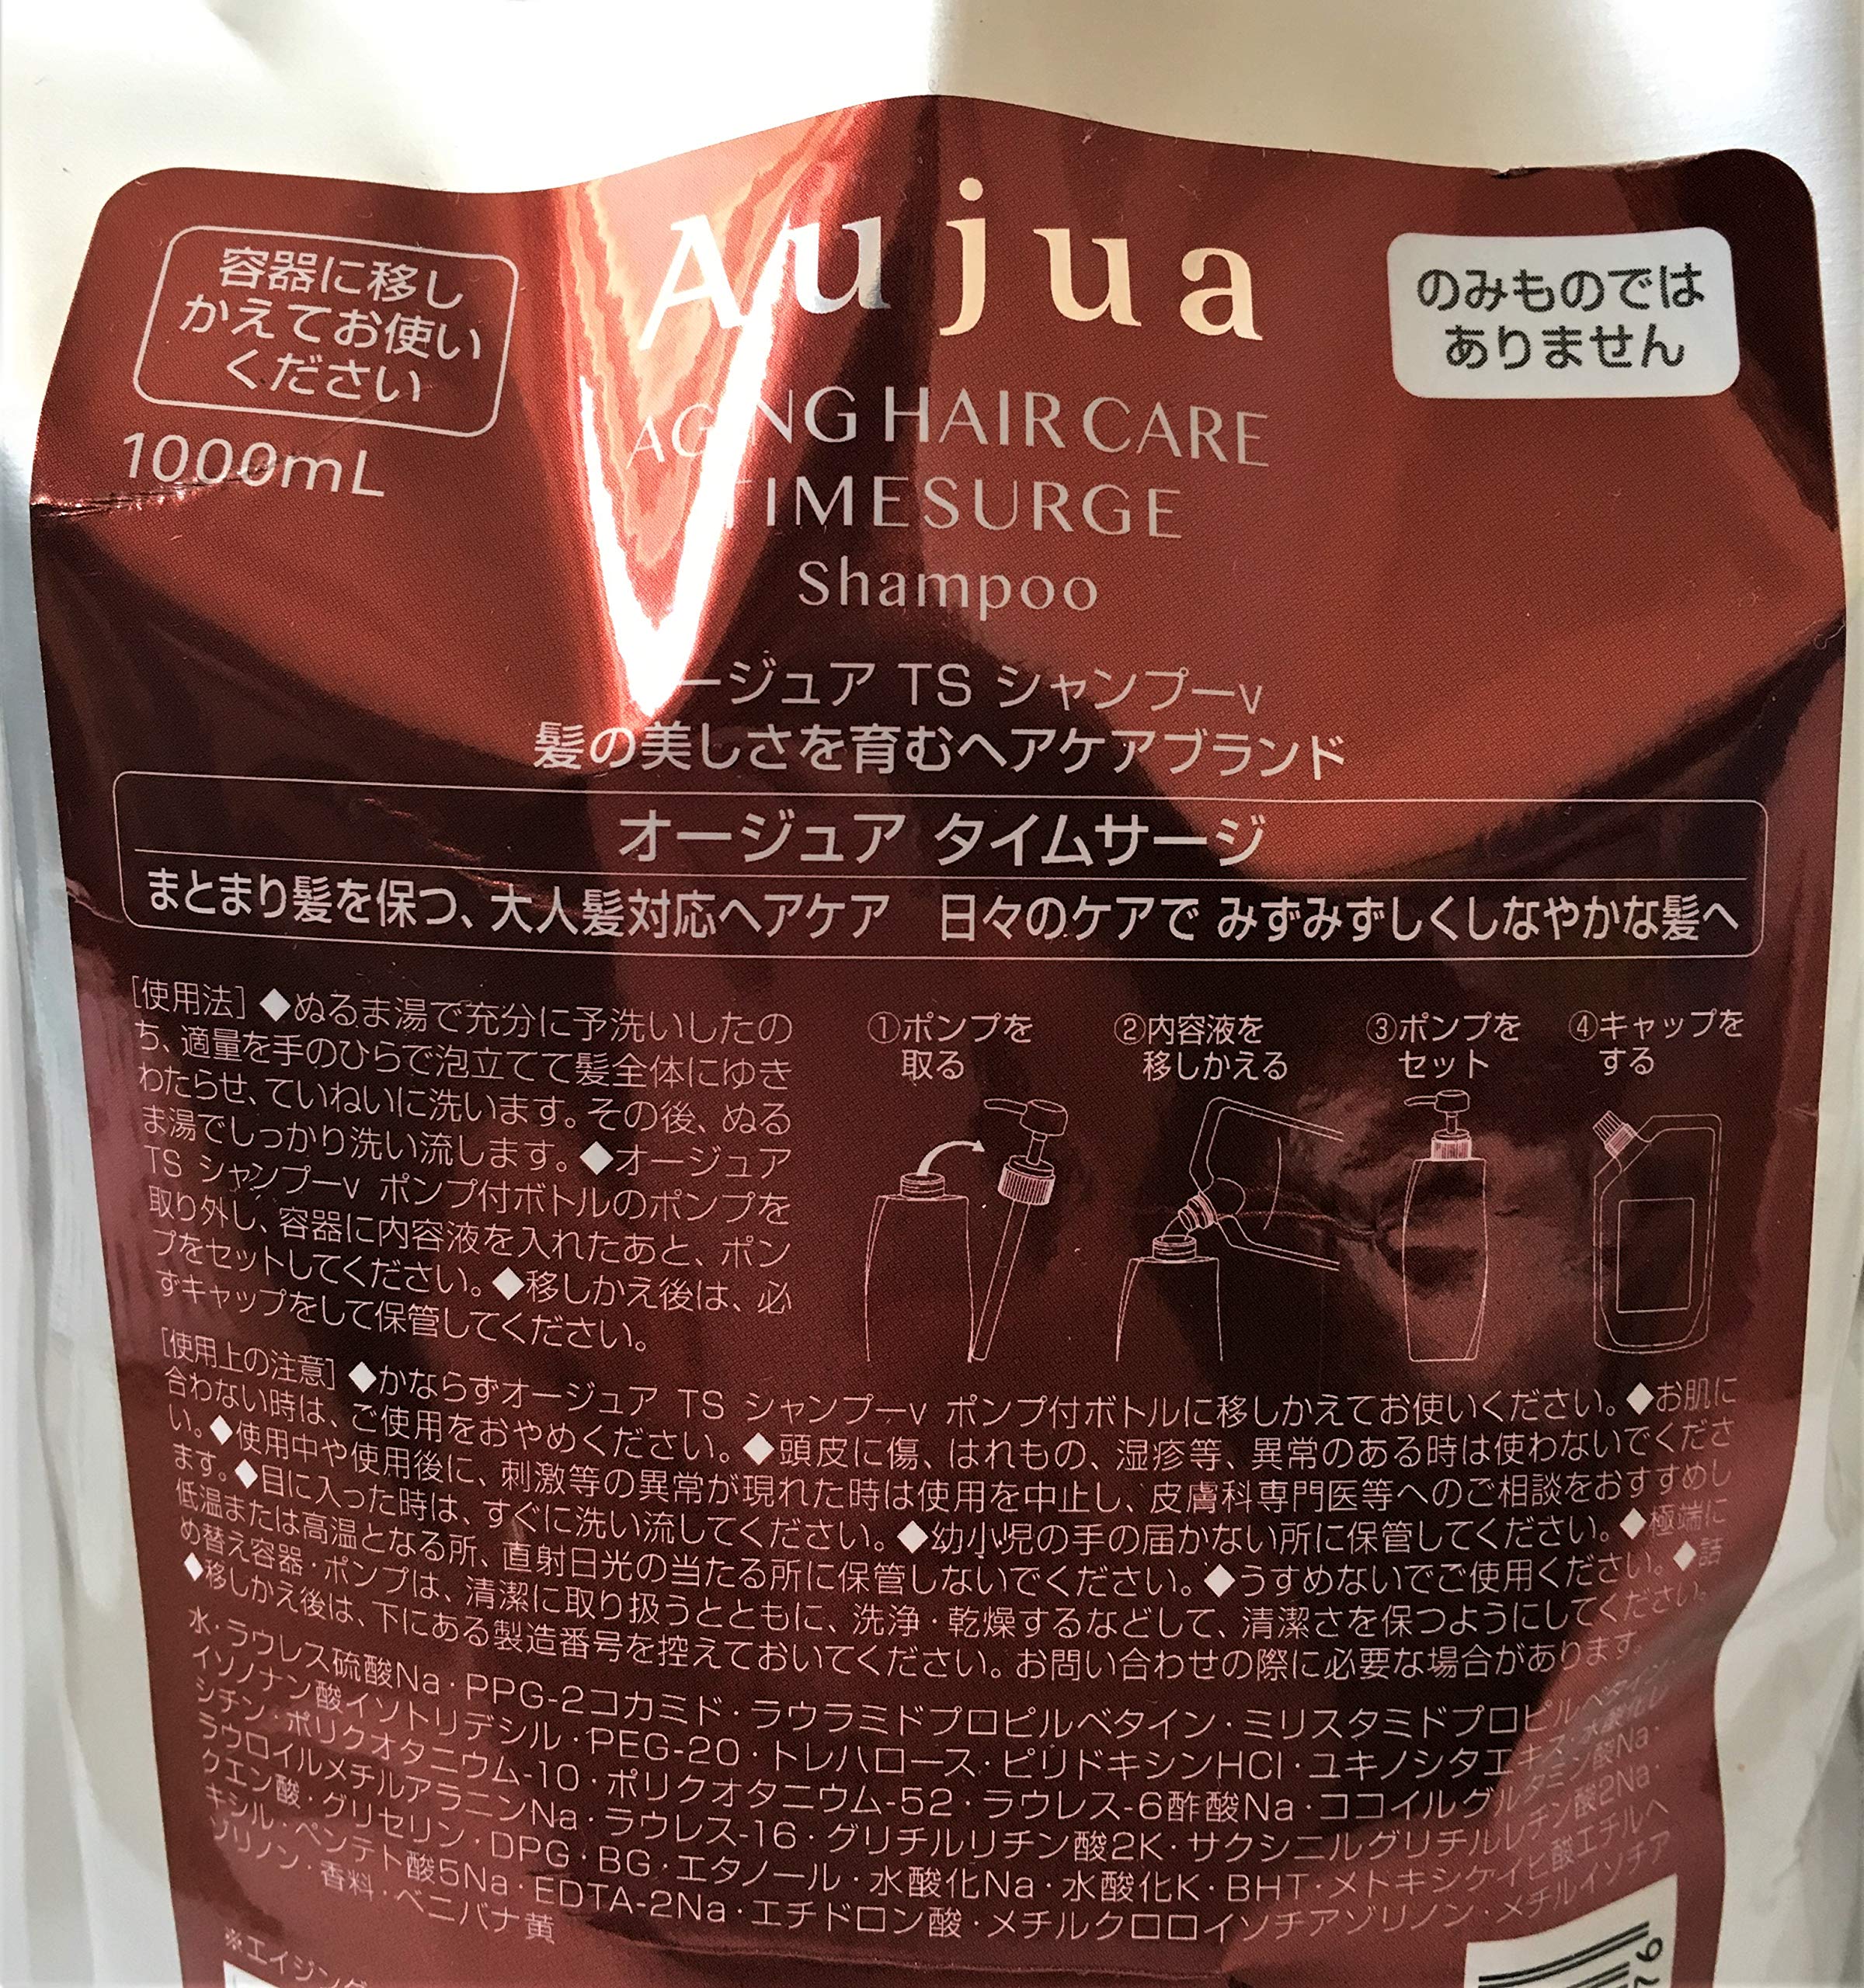 容器に移し
かえてお使い
ください
1000mL
Aujua
AGING HAIR CARE
TIMESURGE
Shampoo
のみものでは
ありません
ージュア TS シャンプーv
髪の美しさを育むヘアケアブランド
オージュア タイムサージ
まとまり髪を保つ、大人髪対応ヘアケア 日々のケアで みずみずしくしなやかな髪へ
[使用法]◆ぬるま湯で充分に予洗いしたの
ち、適量を手のひらで泡立てて髪全体にゆき
わたらせ、ていねいに洗います。その後、ぬる
ま湯でしっかり洗い流します。◆オージュア
TS シャンプーv ポンプ付ボトルのポンプを
取り外し、容器に内容液を入れたあと、ポン
プをセットしてください。◆移しかえ後は、必
ずキャップをして保管してください。
①ポンプを
取る
②内容液を
移しかえる
③ポンプを
セット
④キャップを
する
[使用上の注意]◆かならずオージュア TS シャンプーv ポンプ付ボトルに移しかえてお使いください。◆お肌に
合わない時は、ご使用をおやめください。◆頭皮に傷、はれもの、湿疹等、異常のある時は使わないでくださ
い。◆使用中や使用後に、刺激等の異常が現れた時は使用を中止し、皮膚科専門医等へのご相談をおすすめし
ます。◆目に入った時は、すぐに洗い流してください。◆幼小児の手の届かない所に保管してください。◆極端に
低温または高温となる所、直射日光の当たる所に保管しないでください。◆うすめないでご使用ください。◆詰
め替え容器・ポンプは、清潔に取り扱うとともに、洗浄・乾燥するなどして、清潔さを保つようにしてください。
◆移しかえ後は、下にある製造番号を控えておいてください。お問い合わせの際に必要な場合があります。
水・ラウレス硫酸Na・PPG-2コカミド・ラウラミドプロピルベタイン・ミリスタミドプロピルベタイン・
イソノナン酸イソトリデシル・PEG-20・トレハロース・ピリドキシンHCl・ユキノシタエキス・水酸化レ
シチン・ポリクオタニウム-10・ポリクオタニウム-52・ラウレス-6酢酸Na・ココイルグルタミン酸Na・
ラウロイルメチルアラニンNa・ラウレス-16・グリチルリチン酸2K・サクシニルグリチルレチン酸2Na・
クエン酸・グリセリン・DPG・BG・エタノール・水酸化Na・水酸化K・BHT・メトキシケイヒ酸エチルヘ
キシル・ペンテト酸5Na・EDTA-2Na・エチドロン酸・メチルクロロイソチアゾリノン・メチルイソチア
ゾリノン・香料・ベニバナ黄
※エイジング